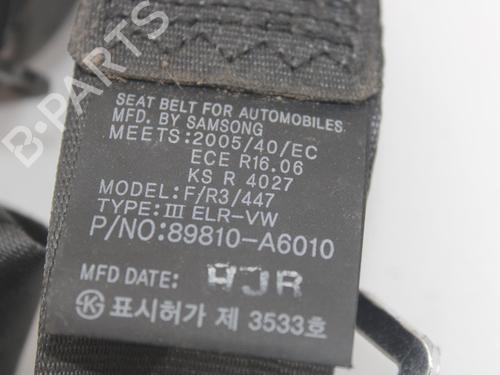 SEAT BELT FOR AUTOMOBILES
MFD. BY SAMSONG
MEETS:2005/40/EC
ECE R16.06
KS R 4027
MODEL:F/R3/447
TYPE:III ELR-VW
P/NO:89810-A6010
MFD DATE:
표시허가 제 3533호
B-PARTS